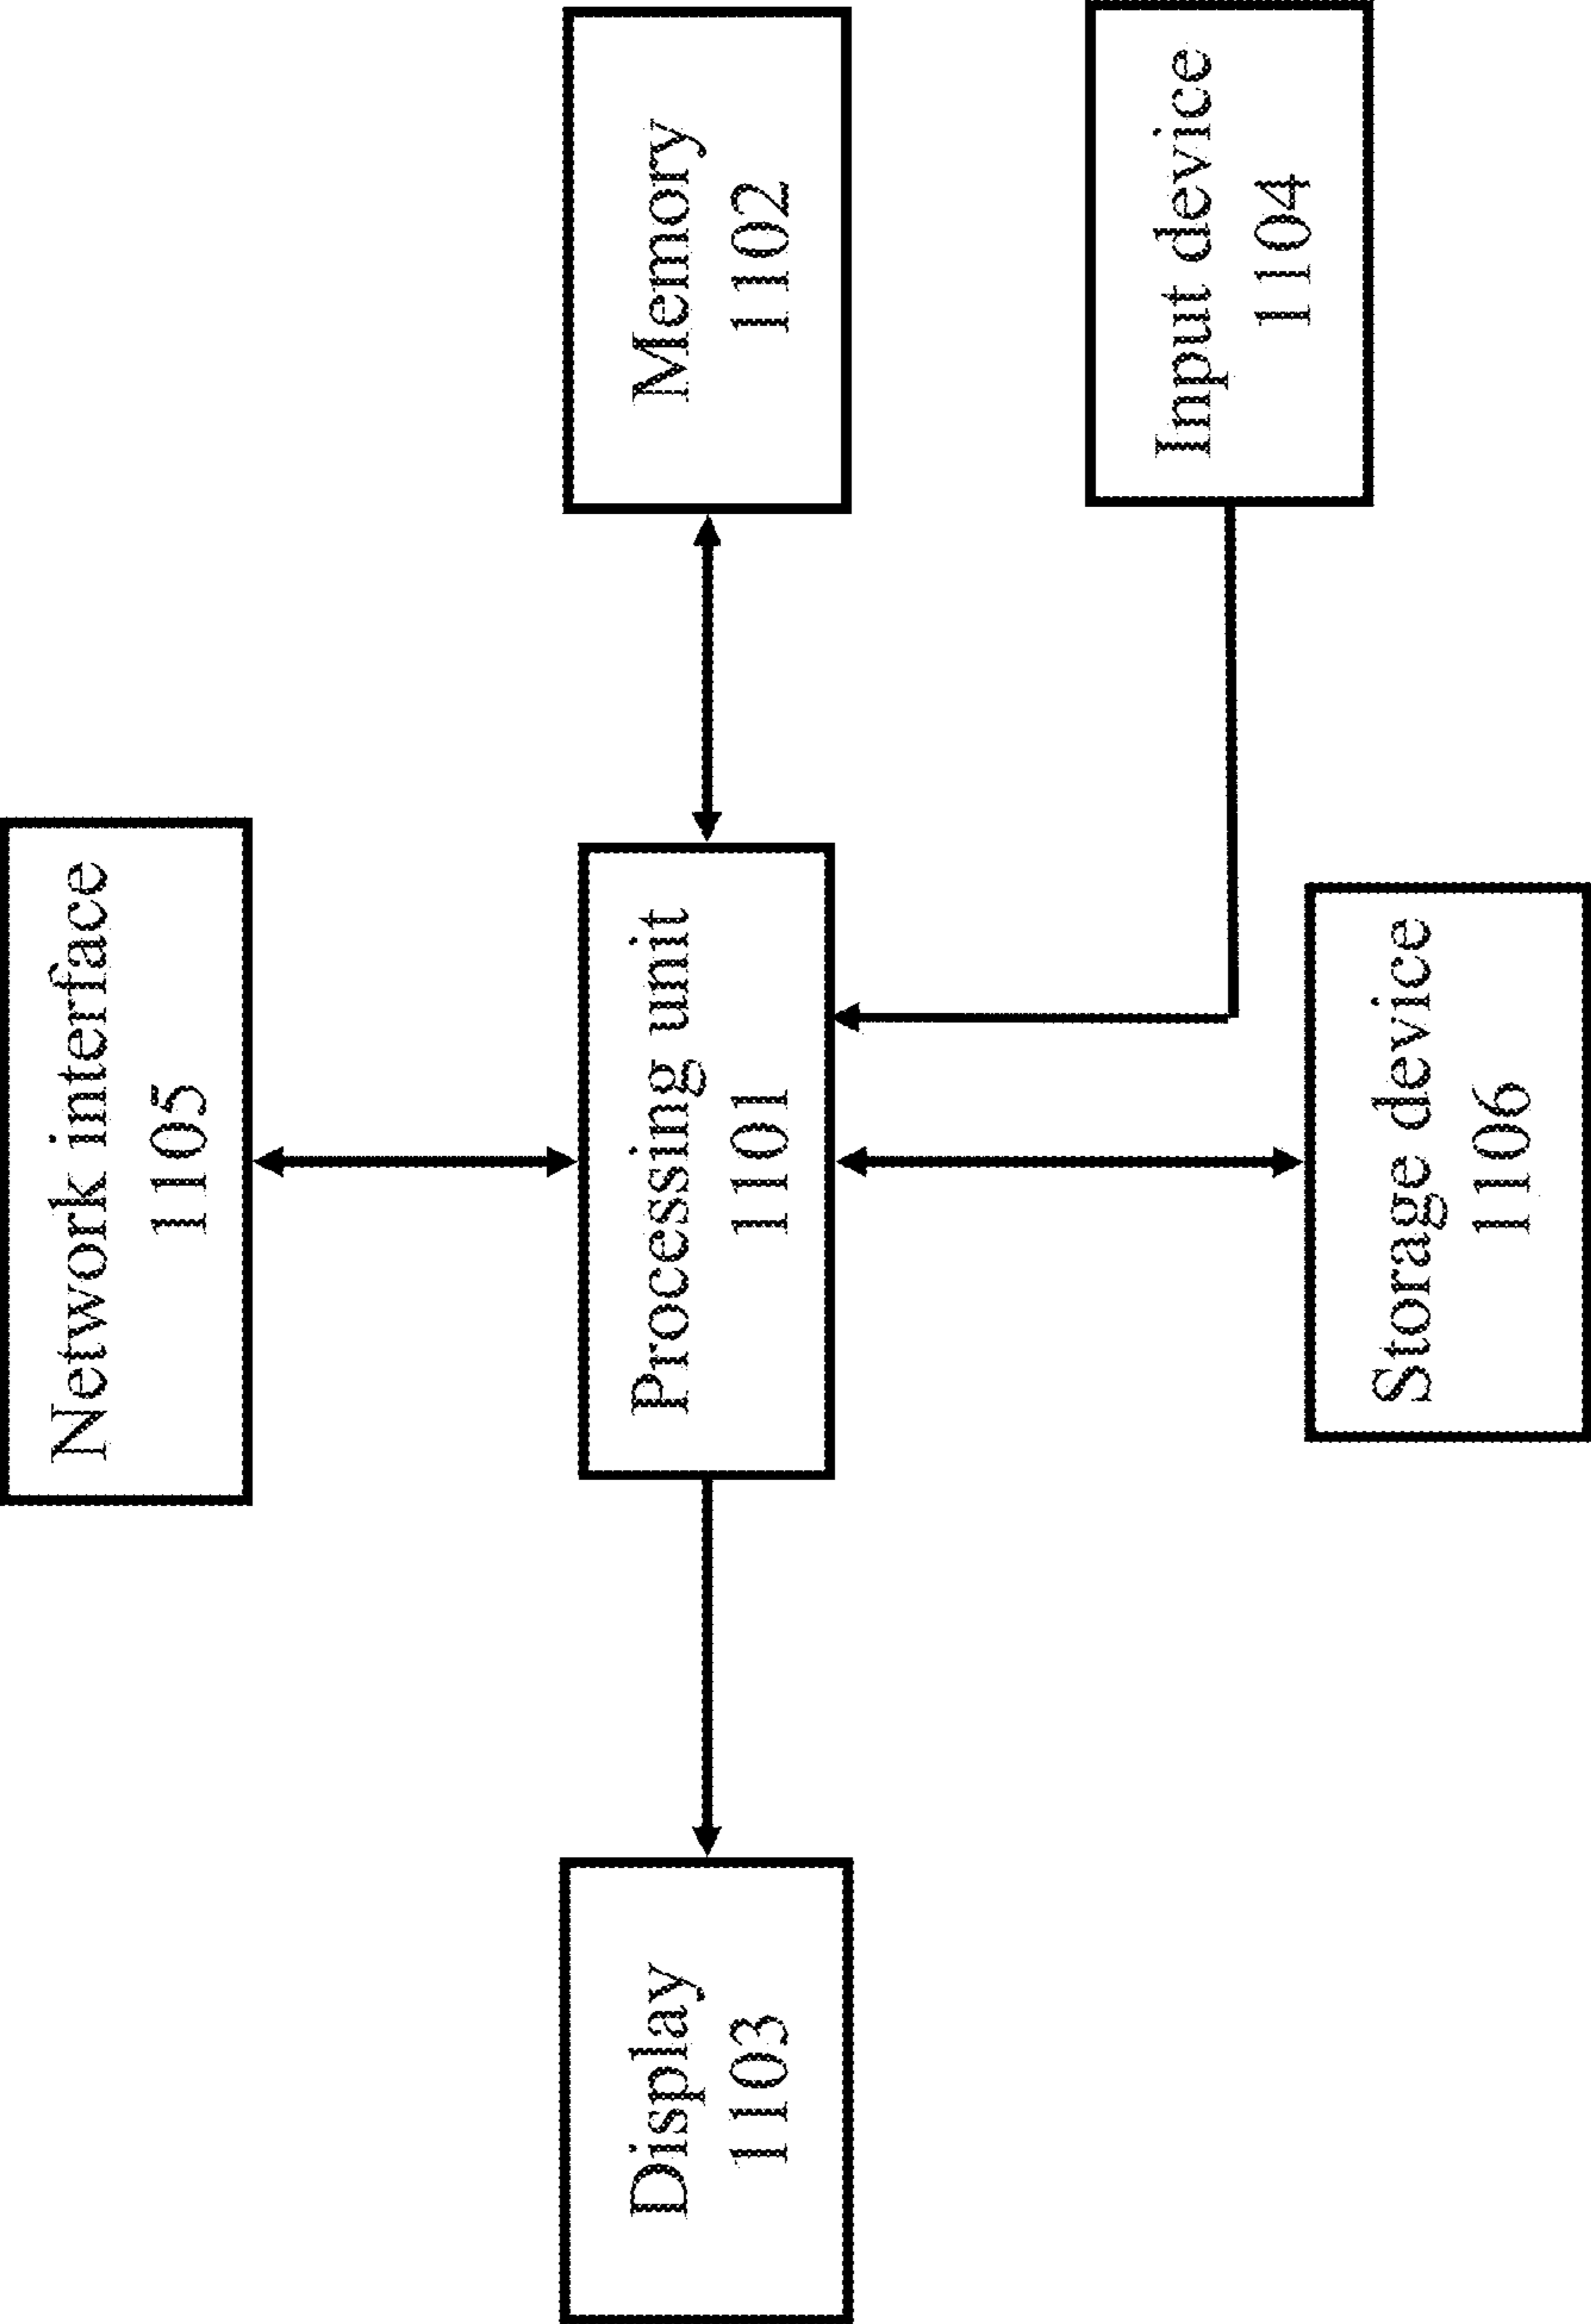 Network interface
1105
Display
1103
Processing unit
1101
Memory
1102
Storage device
1106
Input device
1104